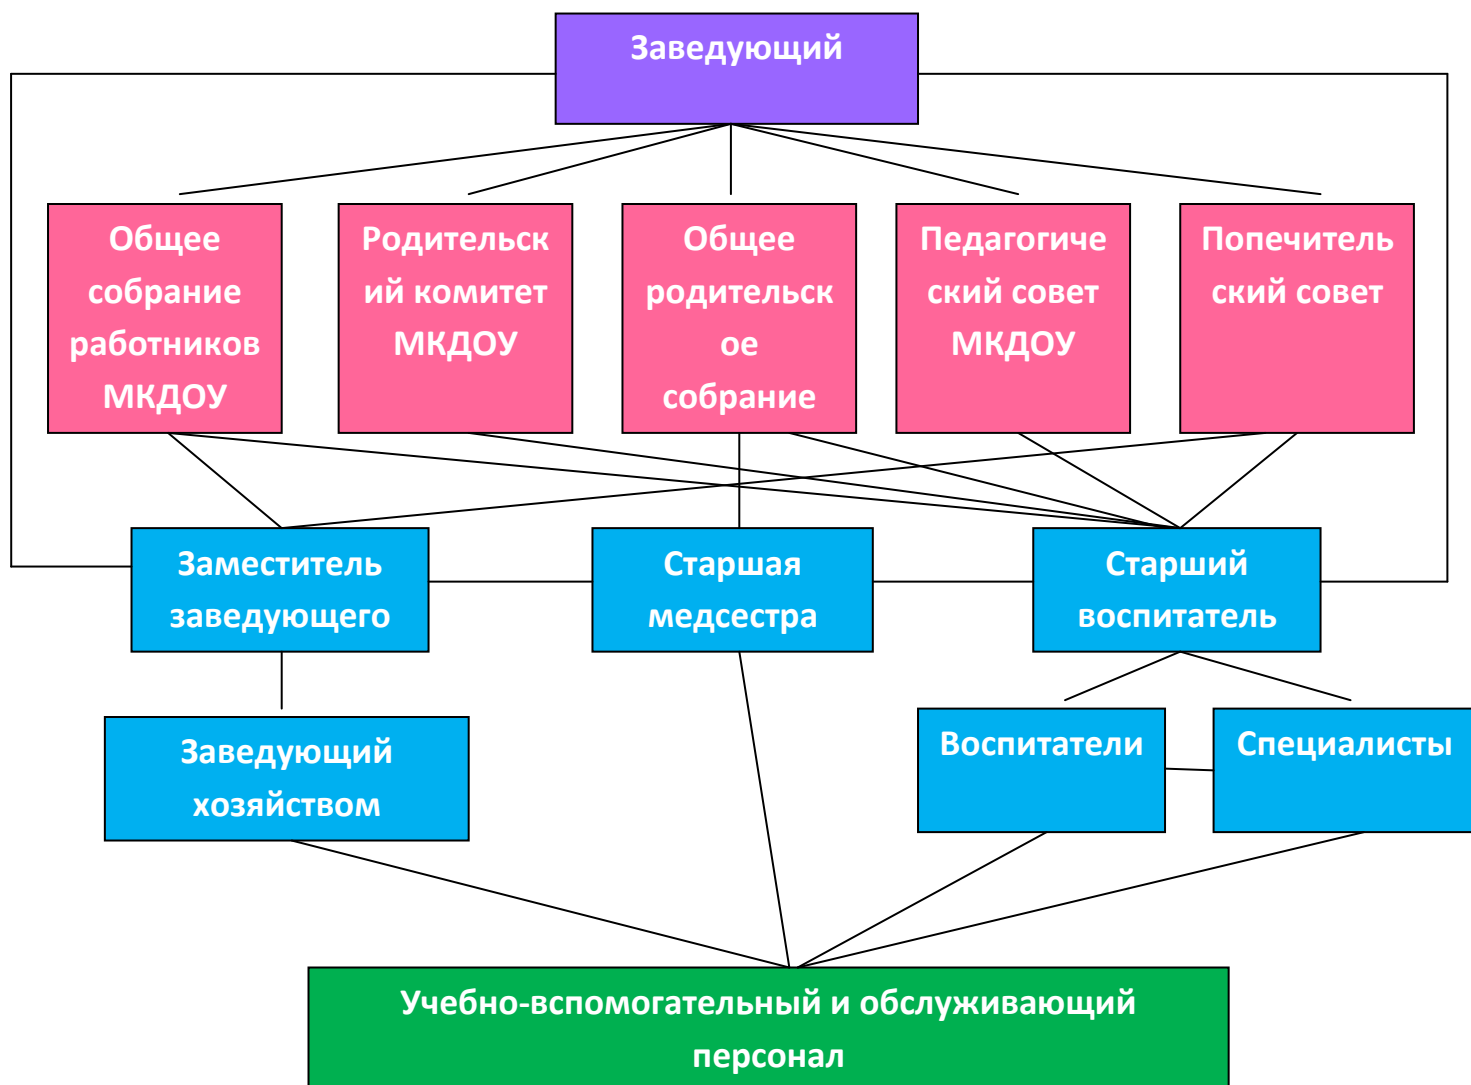 Заведующий
Общее
собрание
работников
МКДОУ
Родительск
ий комитет
МКДОУ
Общее
родительск
ое
собрание
Педагогиче
ский совет
МКДОУ
Попечитель
ский совет
Заместитель
заведующего
Старшая
медсестра
Старший
воспитатель
Заведующий
хозяйством
Воспитатели
Специалисты
Учебно-вспомогательный и обслуживающий
персонал